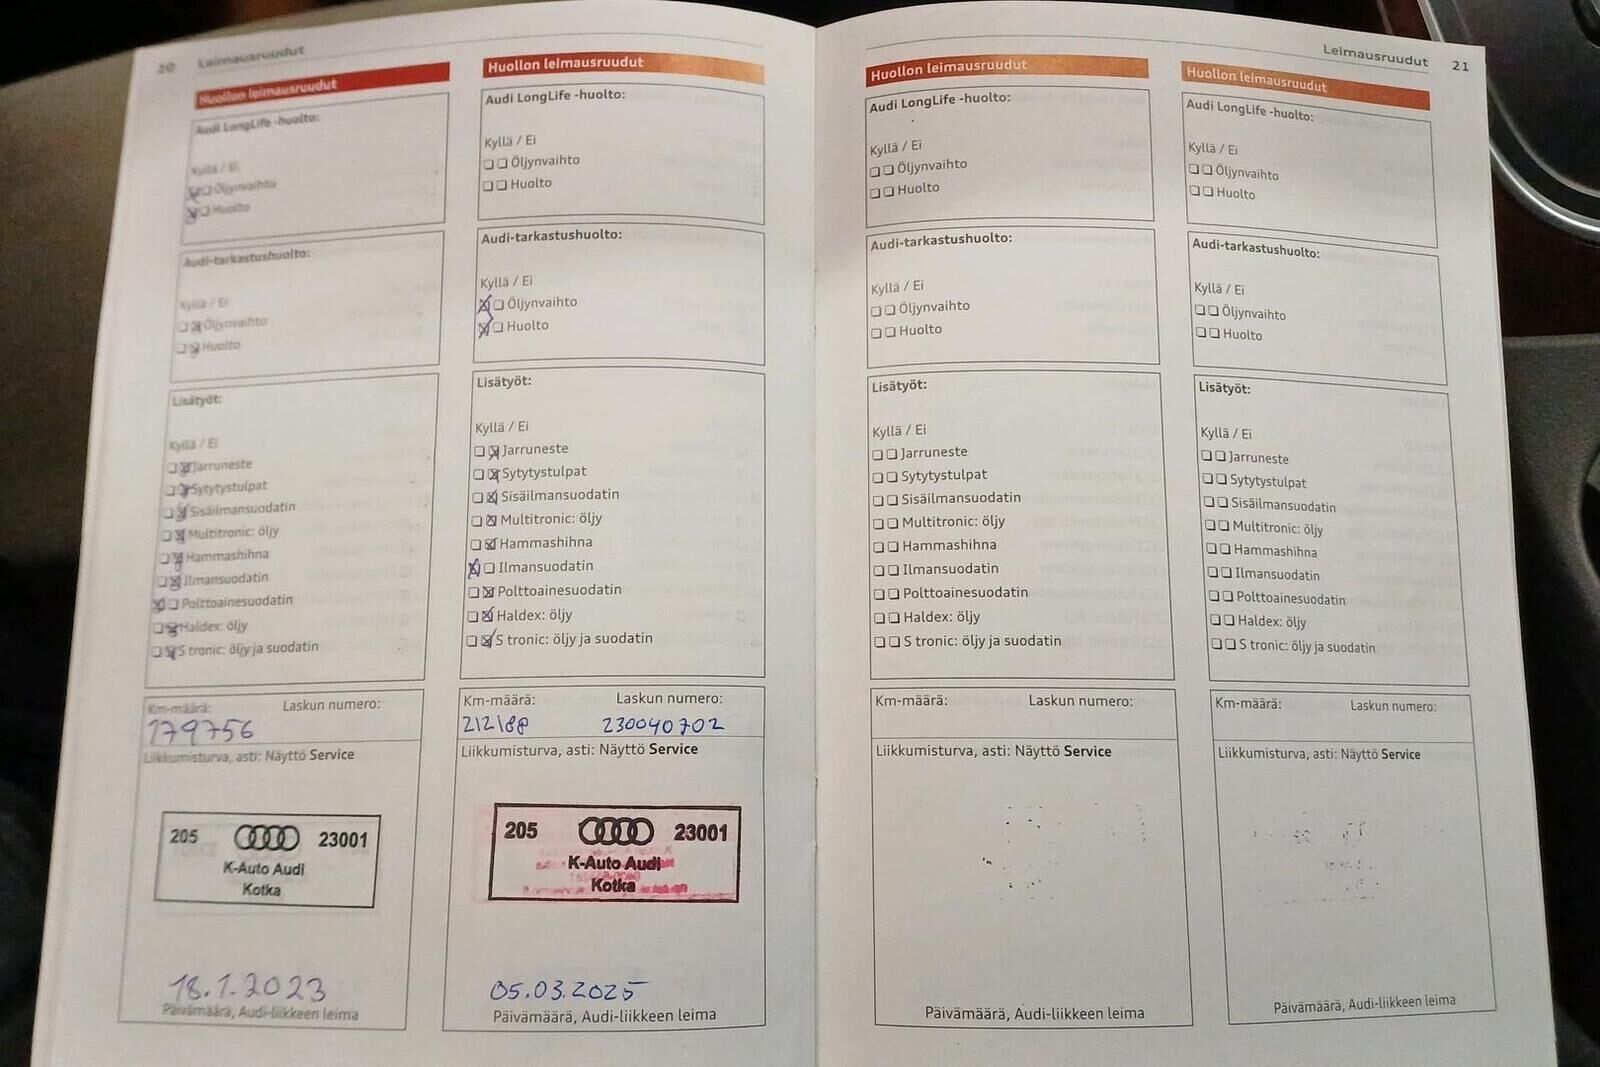 20 Leimausruudut
Huollon leimausruudut
Audi LongLife -huolto:
Kyllä / Ei
Öljynvaihto
Huolto
Audi-tarkastushuolto:
Kyllä / Ei
Öljynvaihto
Huolto
Lisätyöt:
Kyllä / Ei
Jarruneste
Sytytystulpat
Sisäilmansuodatin
Multitronic: öljy
Hammashihna
Ilmansuodatin
Polttoainesuodatin
Haldex: öljy
S tronic: öljy ja suodatin
Km-määrä: Laskun numero:
179756
Liikkumisturva, asti: Näyttö Service
205 23001
K-Auto Audi
Kotka
18.1.2023
Päivämäärä, Audi-liikkeen leima
Huollon leimausruudut
Audi LongLife -huolto:
Kyllä / Ei
Öljynvaihto
Huolto
Audi-tarkastushuolto:
Kyllä / Ei
Öljynvaihto
Huolto
Lisätyöt:
Kyllä / Ei
Jarruneste
Sytytystulpat
Sisäilmansuodatin
Multitronic: öljy
Hammashihna
Ilmansuodatin
Polttoainesuodatin
Haldex: öljy
S tronic: öljy ja suodatin
Km-määrä: Laskun numero:
212188 230040702
Liikkumisturva, asti: Näyttö Service
205 23001
K-Auto Audi
Kotka
05.03.2025
Päivämäärä, Audi-liikkeen leima
Leimausruudut 21
Huollon leimausruudut
Audi LongLife -huolto:
Kyllä / Ei
Öljynvaihto
Huolto
Audi-tarkastushuolto:
Kyllä / Ei
Öljynvaihto
Huolto
Lisätyöt:
Kyllä / Ei
Jarruneste
Sytytystulpat
Sisäilmansuodatin
Multitronic: öljy
Hammashihna
Ilmansuodatin
Polttoainesuodatin
Haldex: öljy
S tronic: öljy ja suodatin
Km-määrä: Laskun numero:
Liikkumisturva, asti: Näyttö Service
Päivämäärä, Audi-liikkeen leima
Huollon leimausruudut
Audi LongLife -huolto:
Kyllä / Ei
Öljynvaihto
Huolto
Audi-tarkastushuolto:
Kyllä / Ei
Öljynvaihto
Huolto
Lisätyöt:
Kyllä / Ei
Jarruneste
Sytytystulpat
Sisäilmansuodatin
Multitronic: öljy
Hammashihna
Ilmansuodatin
Polttoainesuodatin
Haldex: öljy
S tronic: öljy ja suodatin
Km-määrä: Laskun numero:
Liikkumisturva, asti: Näyttö Service
Päivämäärä, Audi-liikkeen leima